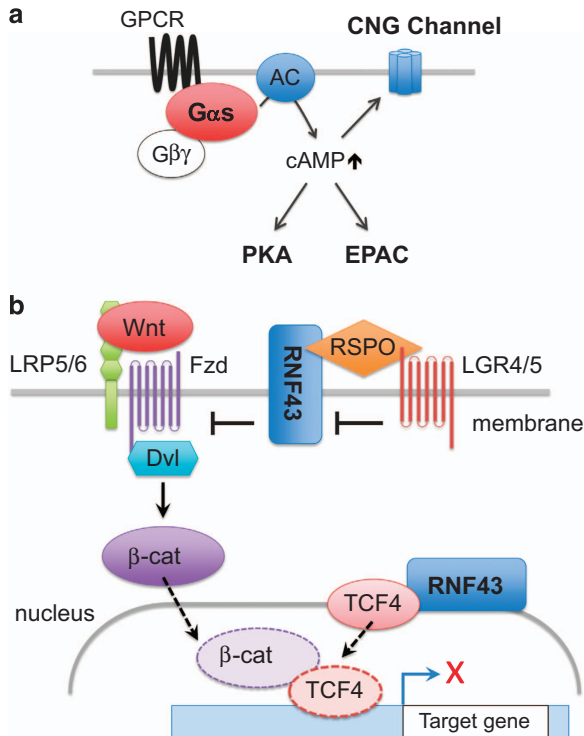 a
GPCR
CNG Channel
AC
Gαs
Gβγ
cAMP
PKA
EPAC
b
Wnt
LRP5/6
Fzd
RNF43
RSPO
LGR4/5
membrane
Dvl
β-cat
nucleus
TCF4
RNF43
β-cat
TCF4
X
Target gene